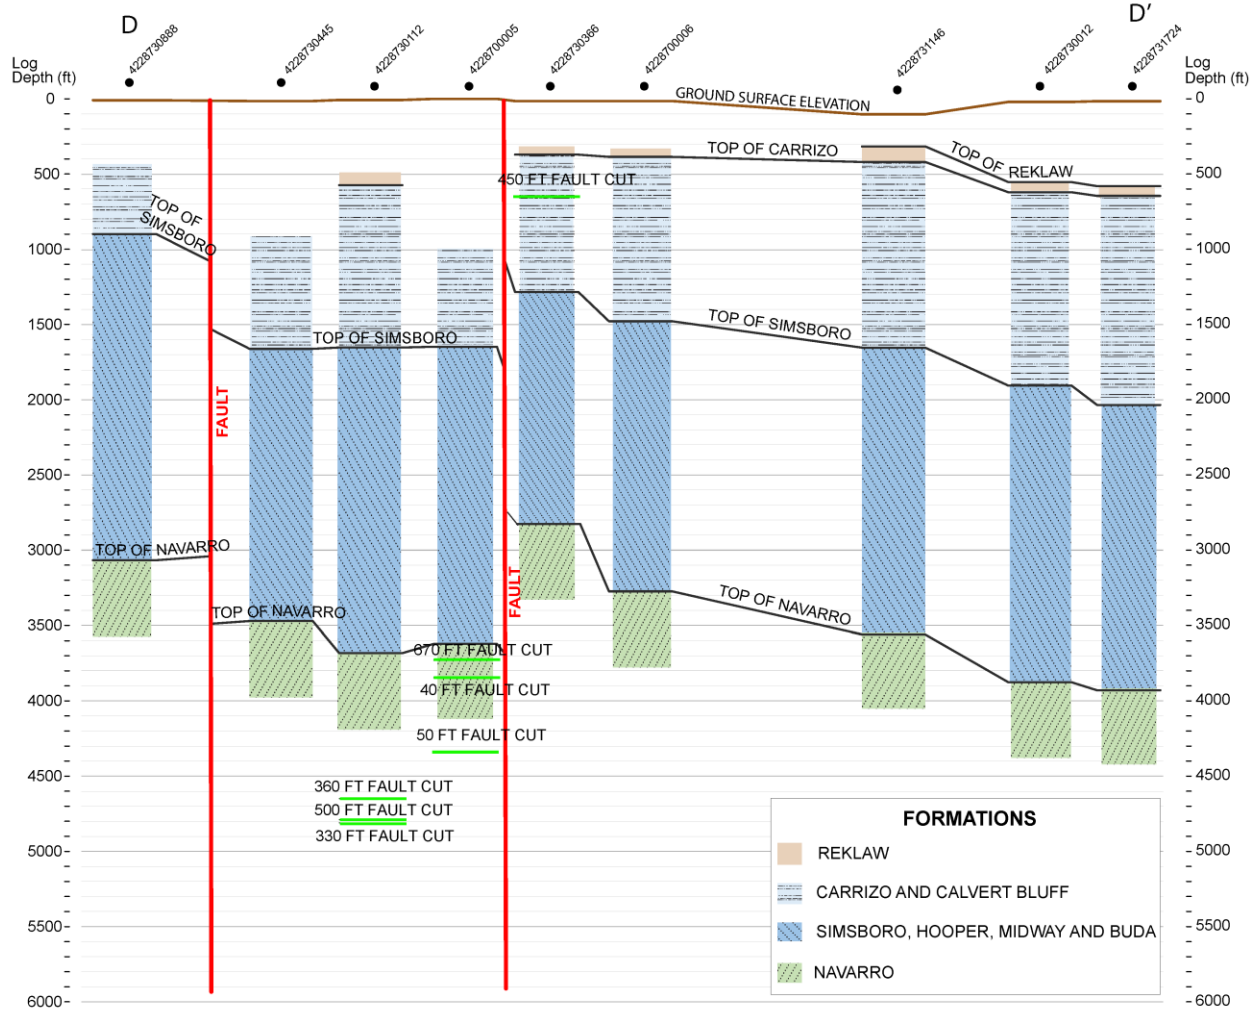 D
D'
4228730888
4228730445
4228730112
4228700005
4228730366
4228700006
4228731146
4228730012
4228731724
Log
Depth (ft)
Log
Depth (ft)
0
500
1000
1500
2000
2500
3000
3500
4000
4500
5000
5500
6000
0
500
1000
1500
2000
2500
3000
3500
4000
4500
5000
5500
6000
GROUND SURFACE ELEVATION
TOP OF CARRIZO
TOP OF REKLAW
450 FT FAULT CUT
TOP OF
SIMSBORO
TOP OF SIMSBORO
TOP OF SIMSBORO
FAULT
FAULT
TOP OF NAVARRO
TOP OF NAVARRO
TOP OF NAVARRO
670 FT FAULT CUT
40 FT FAULT CUT
50 FT FAULT CUT
360 FT FAULT CUT
500 FT FAULT CUT
330 FT FAULT CUT
FORMATIONS
REKLAW
CARRIZO AND CALVERT BLUFF
SIMSBORO, HOOPER, MIDWAY AND BUDA
NAVARRO